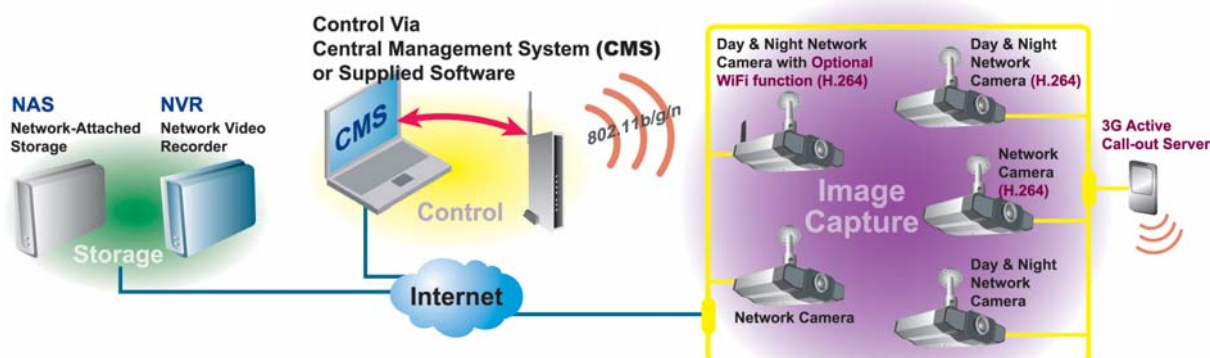 NAS
Network-Attached
Storage
NVR
Network Video
Recorder
Storage
Control Via
Central Management System (CMS)
or Supplied Software
CMS
802.11b/g/n
Control
Internet
Day & Night Network
Camera with Optional
WiFi function (H.264)
Day & Night
Network
Camera (H.264)
Network
Camera
(H.264)
Image
Capture
Network Camera
Day & Night
Network
Camera
3G Active
Call-out Server